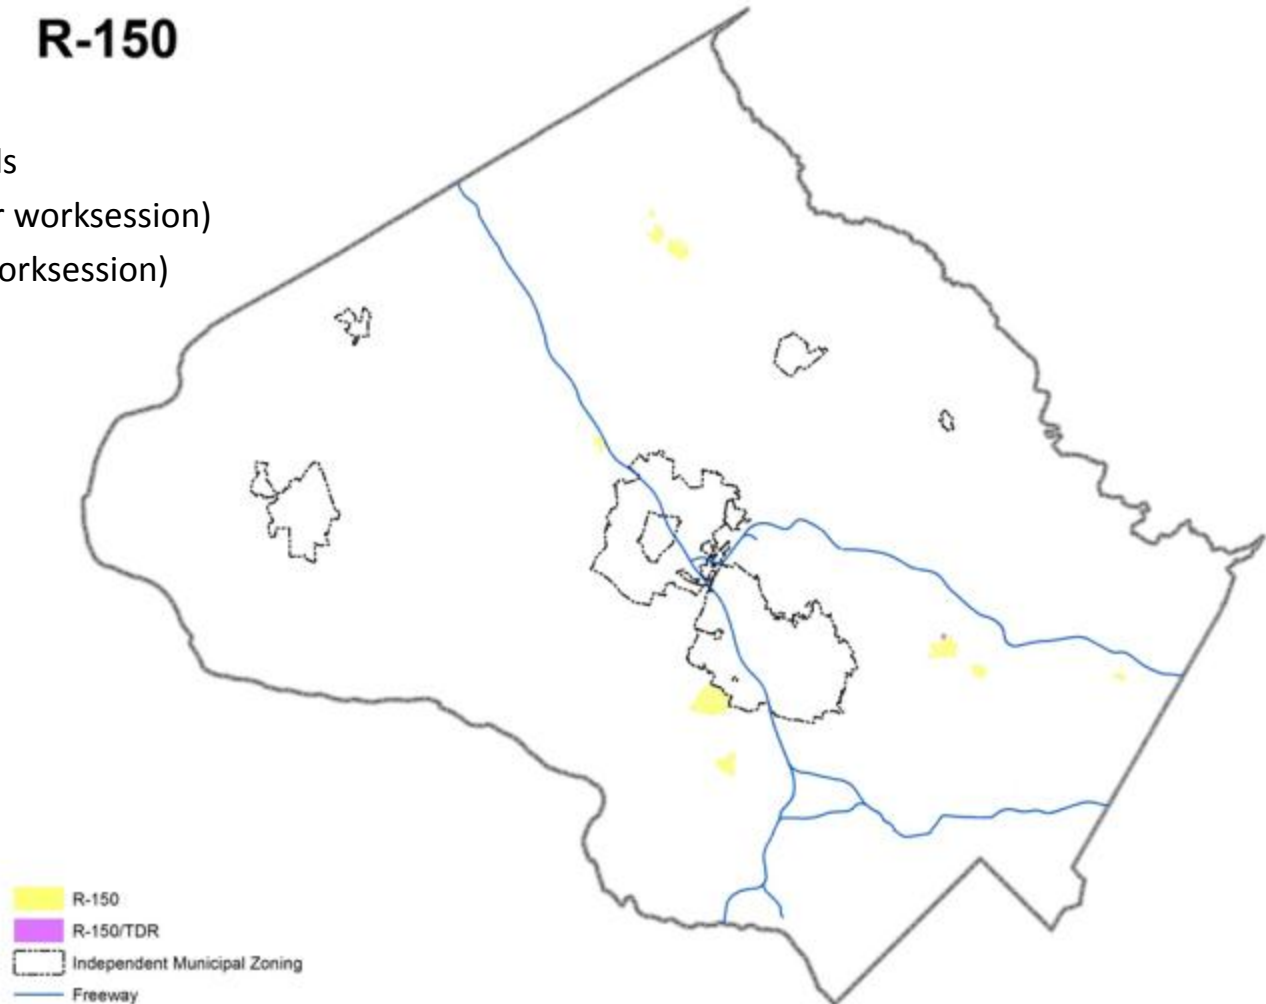 R-150
ls
r worksession)
orksession)
R-150
R-150/TDR
Independent Municipal Zoning
Freeway